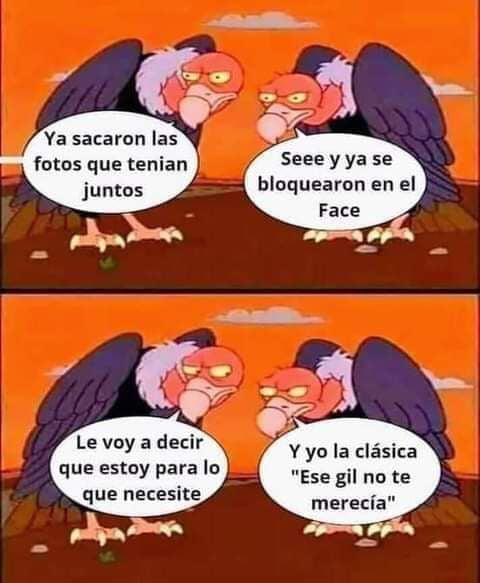 Ya sacaron las
fotos que tenian
juntos
Seee y ya se
bloquearon en el
Face
Le voy a decir
que estoy para lo
que necesite
Y yo la clásica
"Ese gil no te
merecía"